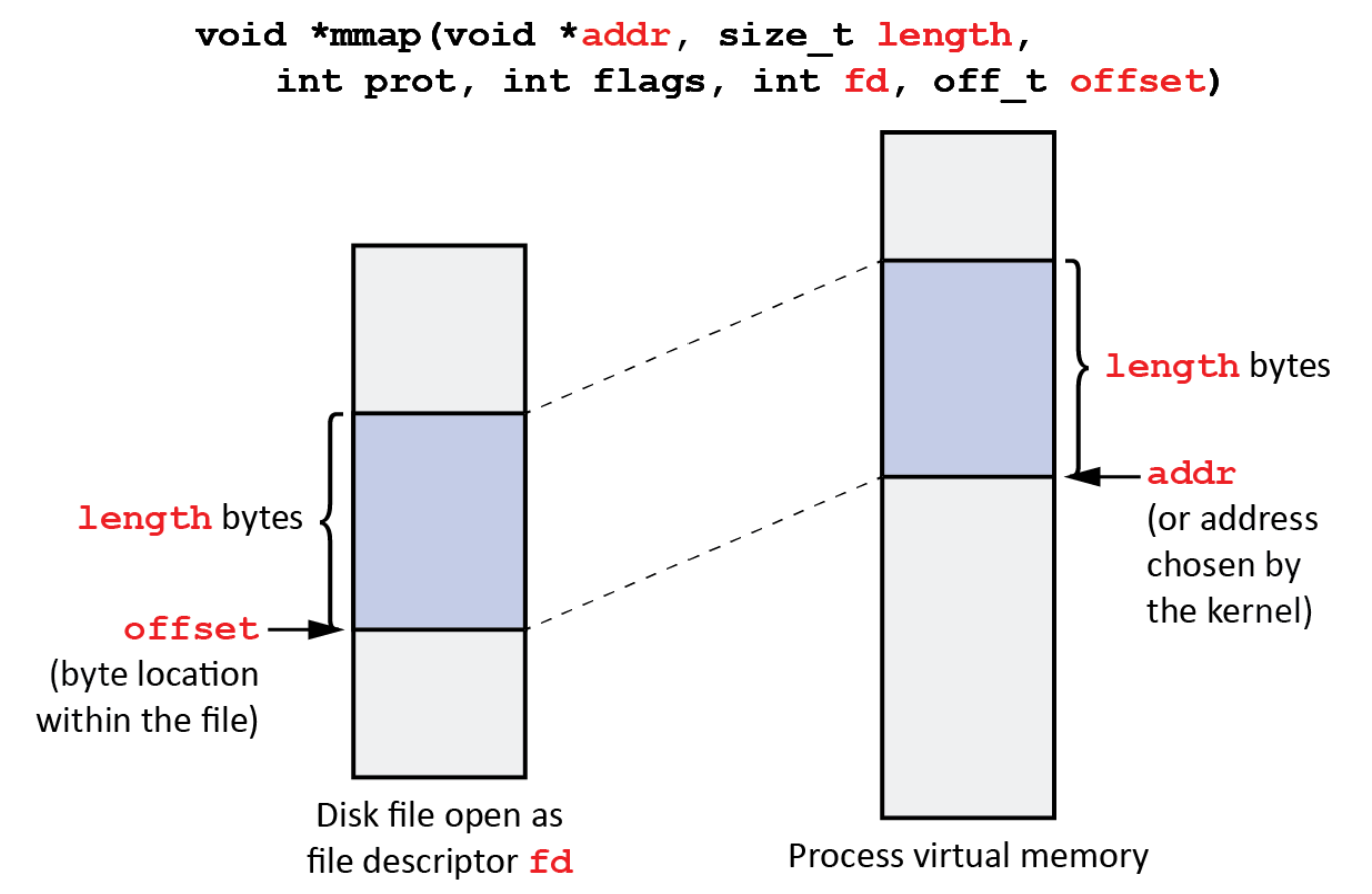 void *mmap(void *addr, size_t length,
int prot, int flags, int fd, off_t offset)
length bytes
addr
(or address
chosen by
the kernel)
length bytes
offset
(byte location
within the file)
Disk file open as
file descriptor fd
Process virtual memory